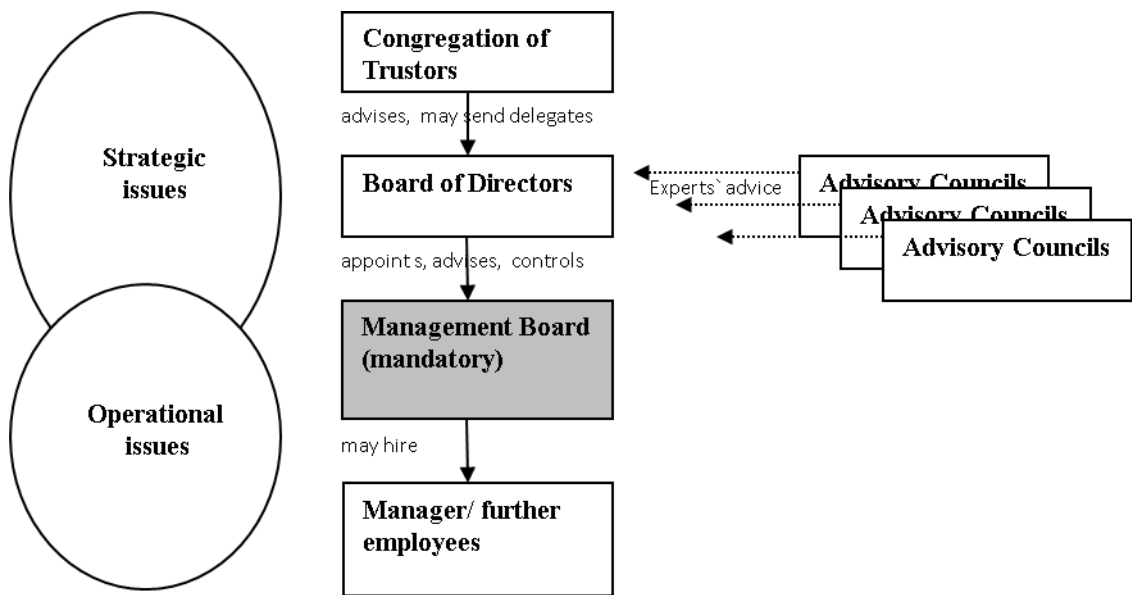 Congregation of
Trustors
advises, may send delegates
Strategic
issues
Board of Directors
Experts` advice
Advisory Councils
Advisory Councils
Advisory Councils
appoints, advises, controls
Management Board
(mandatory)
Operational
issues
may hire
Manager/ further
employees